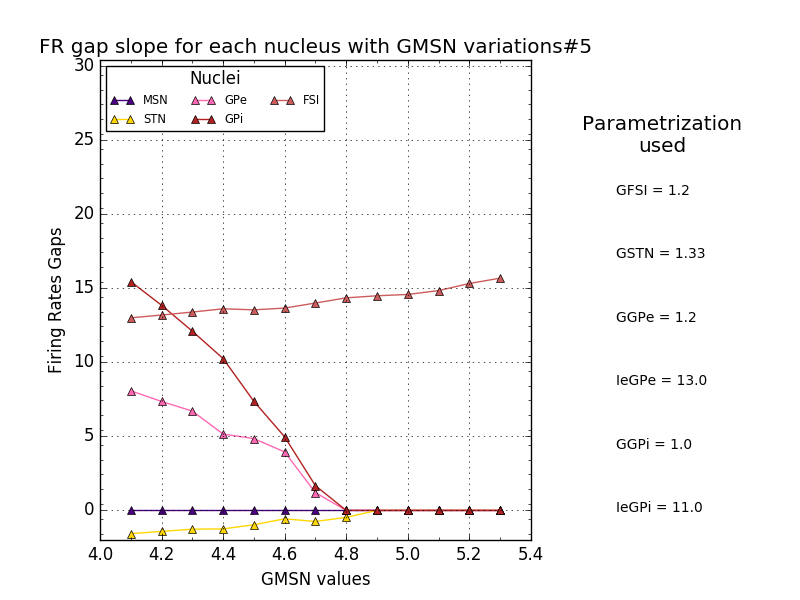 FR gap slope for each nucleus with GMSN variations#5
Nuclei
MSN GPe FSI
STN GPi
30
25
20
15
10
5
0
Firing Rates Gaps
4.0 4.2 4.4 4.6 4.8 5.0 5.2 5.4
GMSN values
Parametrization
used
GFSI = 1.2
GSTN = 1.33
GGPe = 1.2
IeGPe = 13.0
GGPi = 1.0
IeGPi = 11.0